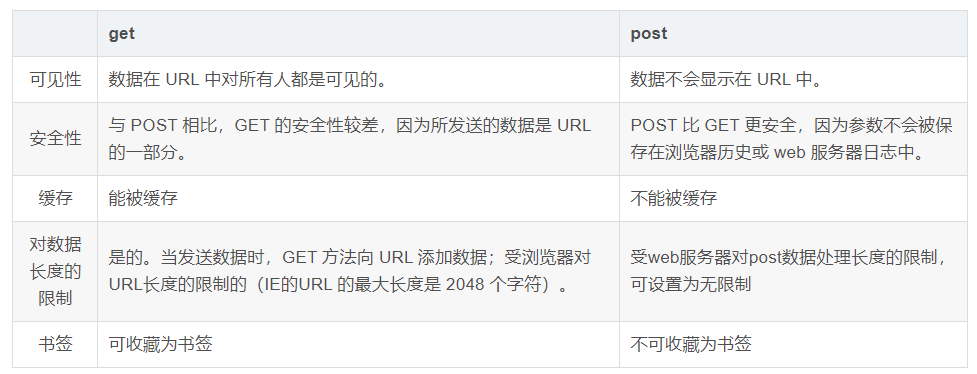 get post
可见性 数据在 URL 中对所有人都是可见的。 数据不会显示在 URL 中。
安全性 与 POST 相比，GET 的安全性较差，因为所发送的数据是 URL
的一部分。
POST 比 GET 更安全，因为参数不会被保
存在浏览器历史或 web 服务器日志中。
缓存 能被缓存 不能被缓存
对数据
长度的
限制
是的。当发送数据时，GET 方法向 URL 添加数据；受浏览器对
URL长度的限制的（IE的URL 的最大长度是 2048 个字符）。
受web服务器对post数据处理长度的限制，
可设置为无限制
书签 可收藏为书签 不可收藏为书签